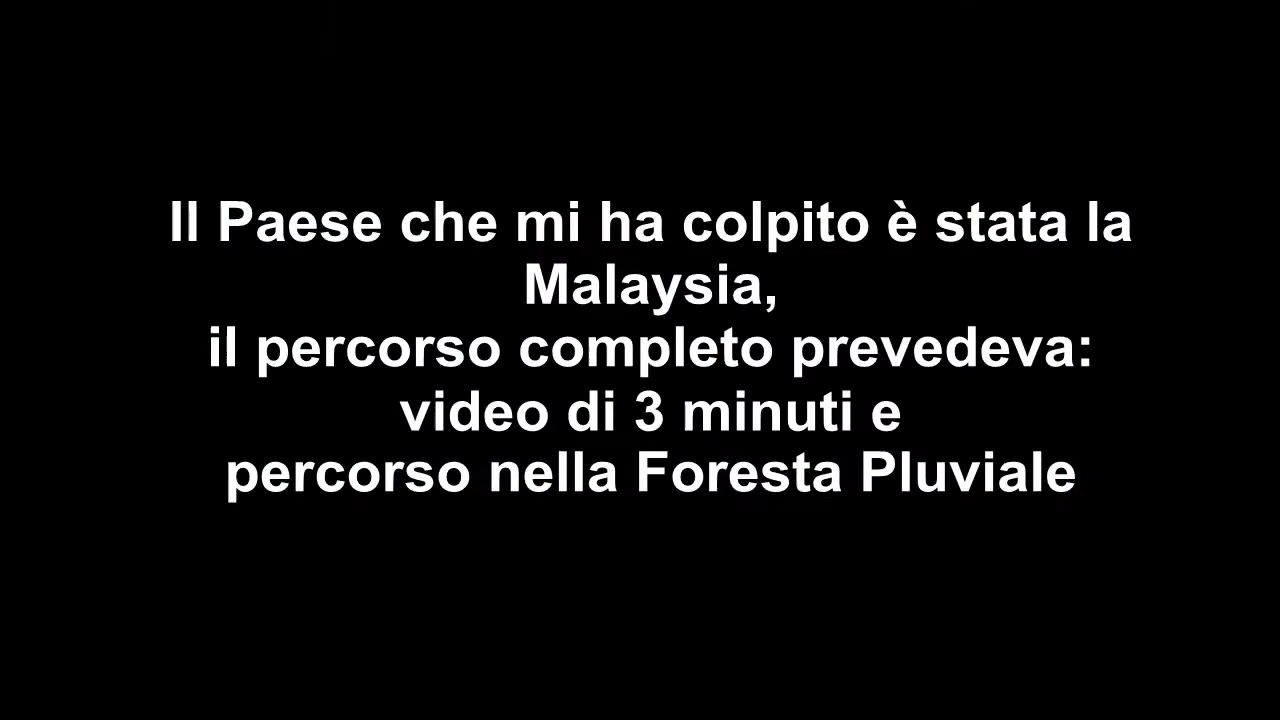 Il Paese che mi ha colpito è stata la
Malaysia,
il percorso completo prevedeva:
video di 3 minuti e
percorso nella Foresta Pluviale